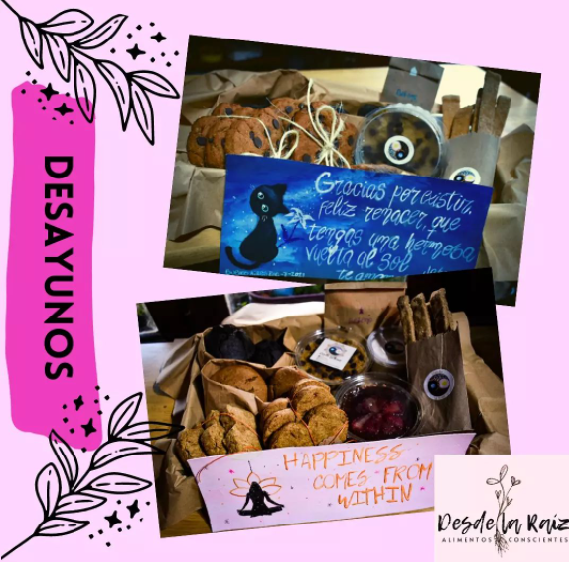 DESAYUNOS
Gracias por existir.
Feliz renacer que
tengas una hermosa
vuelta al sol
te amo
HAPPINESS
COMES FROM
WITHIN
Desde la Raíz
ALIMENTOS CONSCIENTES